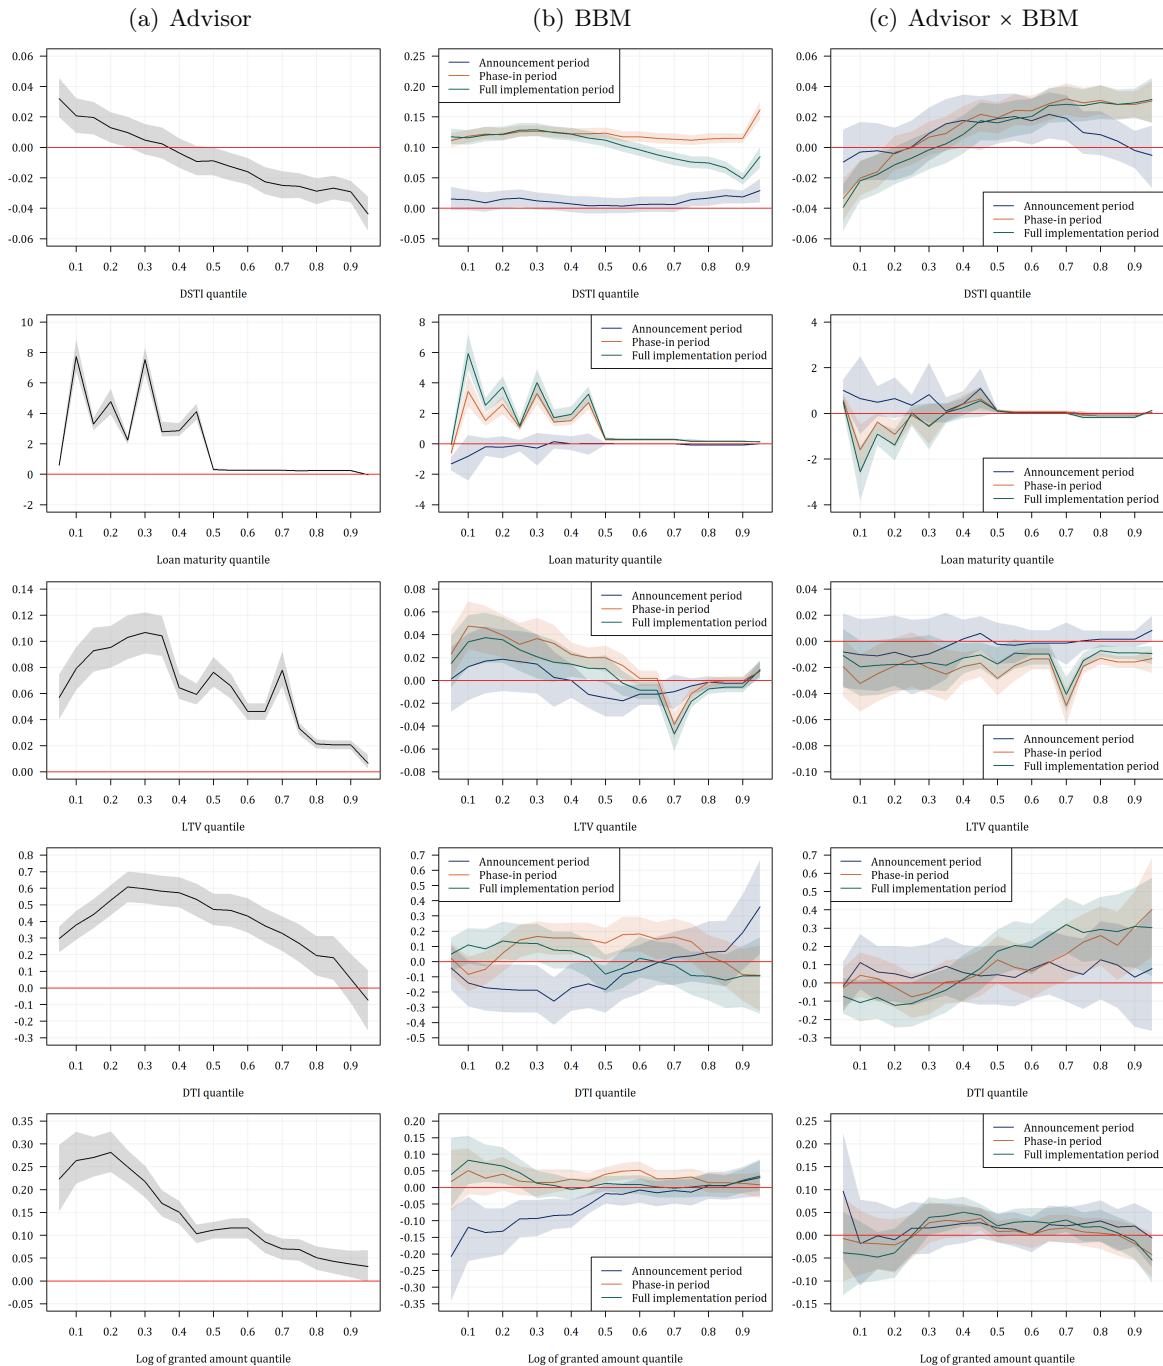 (a) Advisor
(b) BBM
(c) Advisor × BBM
0.06
0.04
0.02
0.00
-0.02
-0.04
-0.06
0.1 0.2 0.3 0.4 0.5 0.6 0.7 0.8 0.9
DSTI quantile
0.25
0.20
0.15
0.10
0.05
0.00
-0.05
Announcement period
Phase-in period
Full implementation period
0.1 0.2 0.3 0.4 0.5 0.6 0.7 0.8 0.9
DSTI quantile
0.06
0.04
0.02
0.00
-0.02
-0.04
-0.06
Announcement period
Phase-in period
Full implementation period
0.1 0.2 0.3 0.4 0.5 0.6 0.7 0.8 0.9
DSTI quantile
10
8
6
4
2
0
-2
0.1 0.2 0.3 0.4 0.5 0.6 0.7 0.8 0.9
Loan maturity quantile
8
6
4
2
0
-2
-4
Announcement period
Phase-in period
Full implementation period
0.1 0.2 0.3 0.4 0.5 0.6 0.7 0.8 0.9
Loan maturity quantile
4
2
0
-2
-4
Announcement period
Phase-in period
Full implementation period
0.1 0.2 0.3 0.4 0.5 0.6 0.7 0.8 0.9
Loan maturity quantile
0.14
0.12
0.10
0.08
0.06
0.04
0.02
0.00
0.1 0.2 0.3 0.4 0.5 0.6 0.7 0.8 0.9
LTV quantile
0.08
0.06
0.04
0.02
0.00
-0.02
-0.04
-0.06
-0.08
Announcement period
Phase-in period
Full implementation period
0.1 0.2 0.3 0.4 0.5 0.6 0.7 0.8 0.9
LTV quantile
0.04
0.02
0.00
-0.02
-0.04
-0.06
-0.08
-0.10
Announcement period
Phase-in period
Full implementation period
0.1 0.2 0.3 0.4 0.5 0.6 0.7 0.8 0.9
LTV quantile
0.8
0.7
0.6
0.5
0.4
0.3
0.2
0.1
0.0
-0.1
-0.2
-0.3
0.1 0.2 0.3 0.4 0.5 0.6 0.7 0.8 0.9
DTI quantile
0.7
0.6
0.5
0.4
0.3
0.2
0.1
0.0
-0.1
-0.2
-0.3
-0.4
-0.5
Announcement period
Phase-in period
Full implementation period
0.1 0.2 0.3 0.4 0.5 0.6 0.7 0.8 0.9
DTI quantile
0.7
0.6
0.5
0.4
0.3
0.2
0.1
0.0
-0.1
-0.2
-0.3
Announcement period
Phase-in period
Full implementation period
0.1 0.2 0.3 0.4 0.5 0.6 0.7 0.8 0.9
DTI quantile
0.35
0.30
0.25
0.20
0.15
0.10
0.05
0.00
-0.05
0.1 0.2 0.3 0.4 0.5 0.6 0.7 0.8 0.9
Log of granted amount quantile
0.20
0.15
0.10
0.05
0.00
-0.05
-0.10
-0.15
-0.20
-0.25
-0.30
-0.35
Announcement period
Phase-in period
Full implementation period
0.1 0.2 0.3 0.4 0.5 0.6 0.7 0.8 0.9
Log of granted amount quantile
0.25
0.20
0.15
0.10
0.05
0.00
-0.05
-0.10
-0.15
Announcement period
Phase-in period
Full implementation period
0.1 0.2 0.3 0.4 0.5 0.6 0.7 0.8 0.9
Log of granted amount quantile